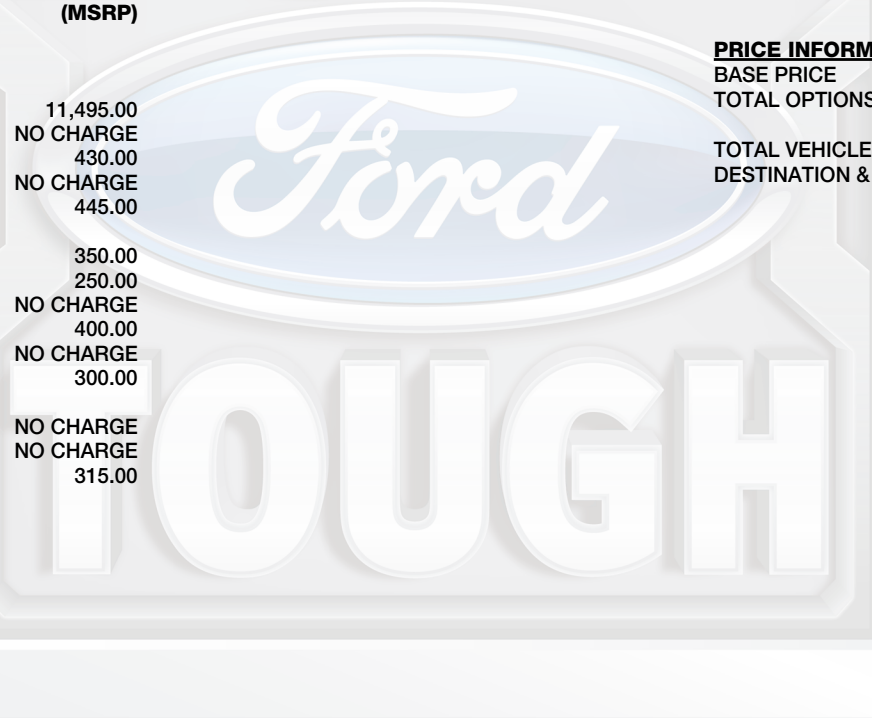 (MSRP)
11,495.00
NO CHARGE
430.00
NO CHARGE
445.00
350.00
250.00
NO CHARGE
400.00
NO CHARGE
300.00
NO CHARGE
NO CHARGE
315.00
PRICE INFORM
BASE PRICE
TOTAL OPTIONS
TOTAL VEHICLE
DESTINATION &
Ford
TOUGH